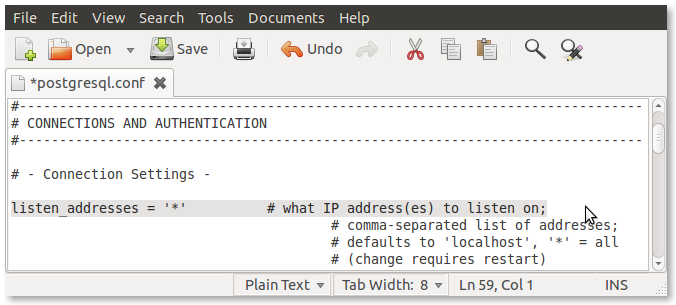 File Edit View Search Tools Documents Help
Open Save Undo
*postgresql.conf
#------------------------------------------------------------------------------
# CONNECTIONS AND AUTHENTICATION
#------------------------------------------------------------------------------
# - Connection Settings -
listen_addresses = '*'          # what IP address(es) to listen on;
# comma-separated list of addresses;
# defaults to 'localhost', '*' = all
# (change requires restart)
Plain Text Tab Width: 8 Ln 59, Col 1 INS